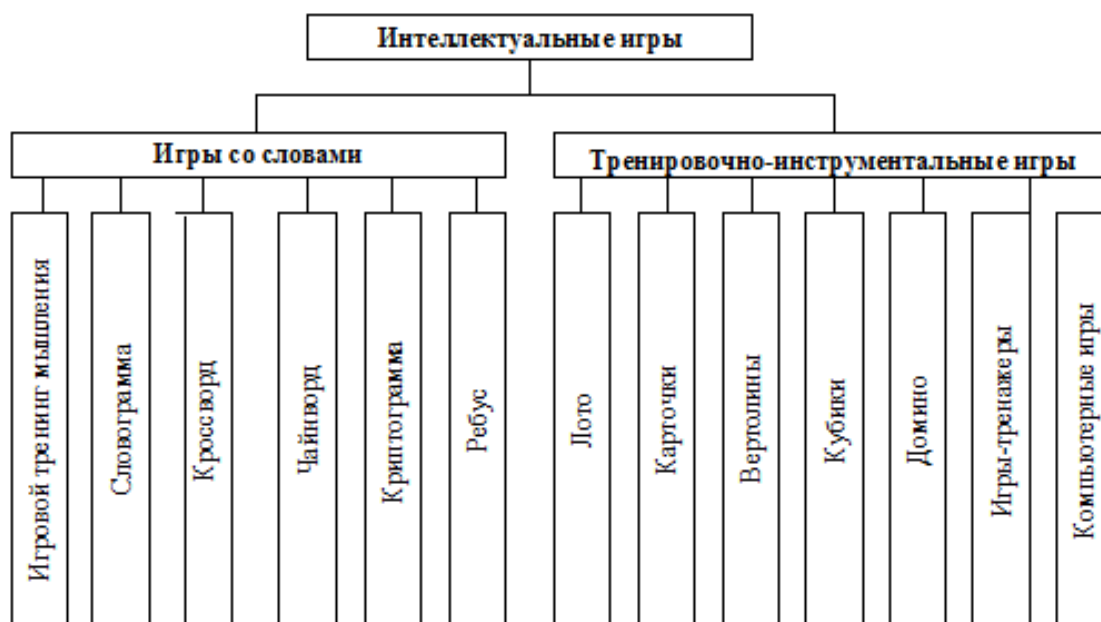 Интеллектуальные игры
Игры со словами
Тренировочно-инструментальные игры
Игровой тренинг мышления
Словограмма
Кроссворд
Чайнворд
Криптограмма
Ребус
Лото
Карточки
Вертолины
Кубики
Домино
Игры-тренажеры
Компьютерные игры